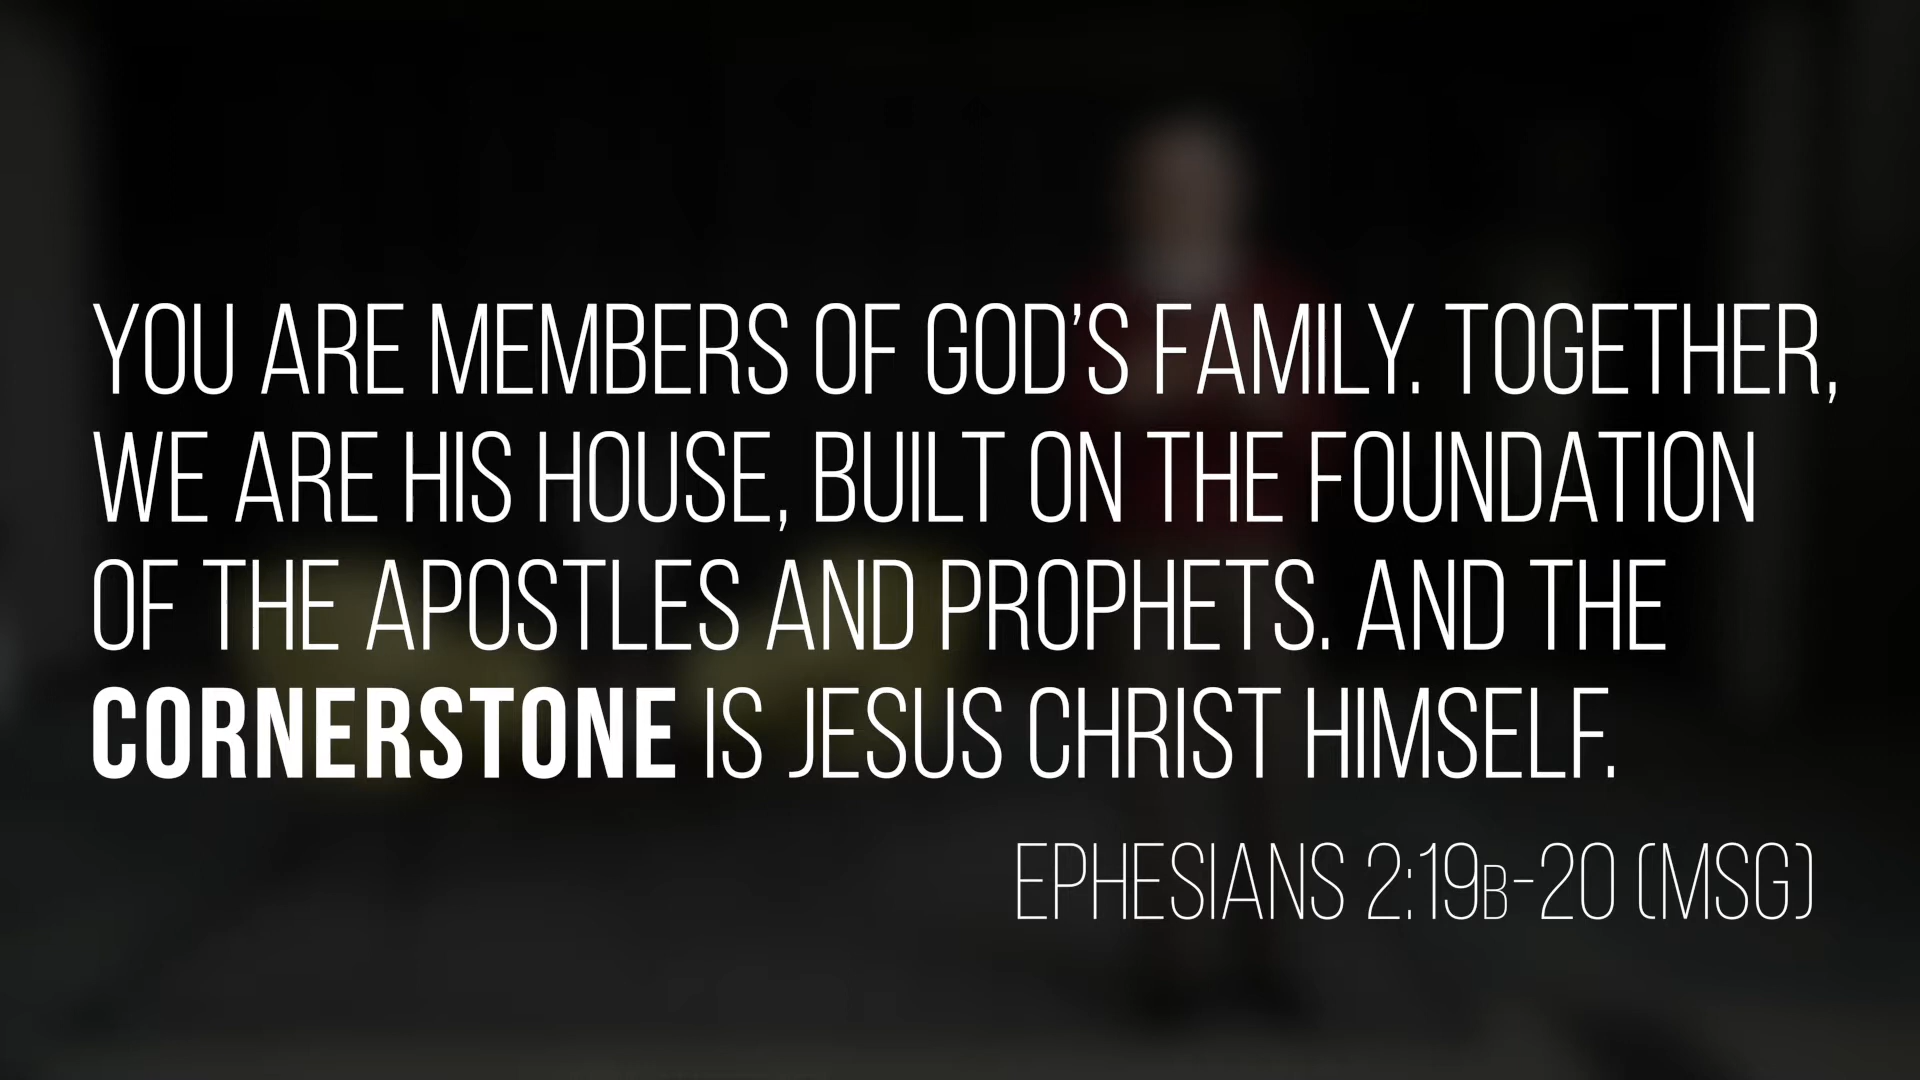 YOU ARE MEMBERS OF GOD’S FAMILY. TOGETHER,
WE ARE HIS HOUSE, BUILT ON THE FOUNDATION
OF THE APOSTLES AND PROPHETS. AND THE
CORNERSTONE IS JESUS CHRIST HIMSELF.
EPHESIANS 2:19B-20 (MSG)